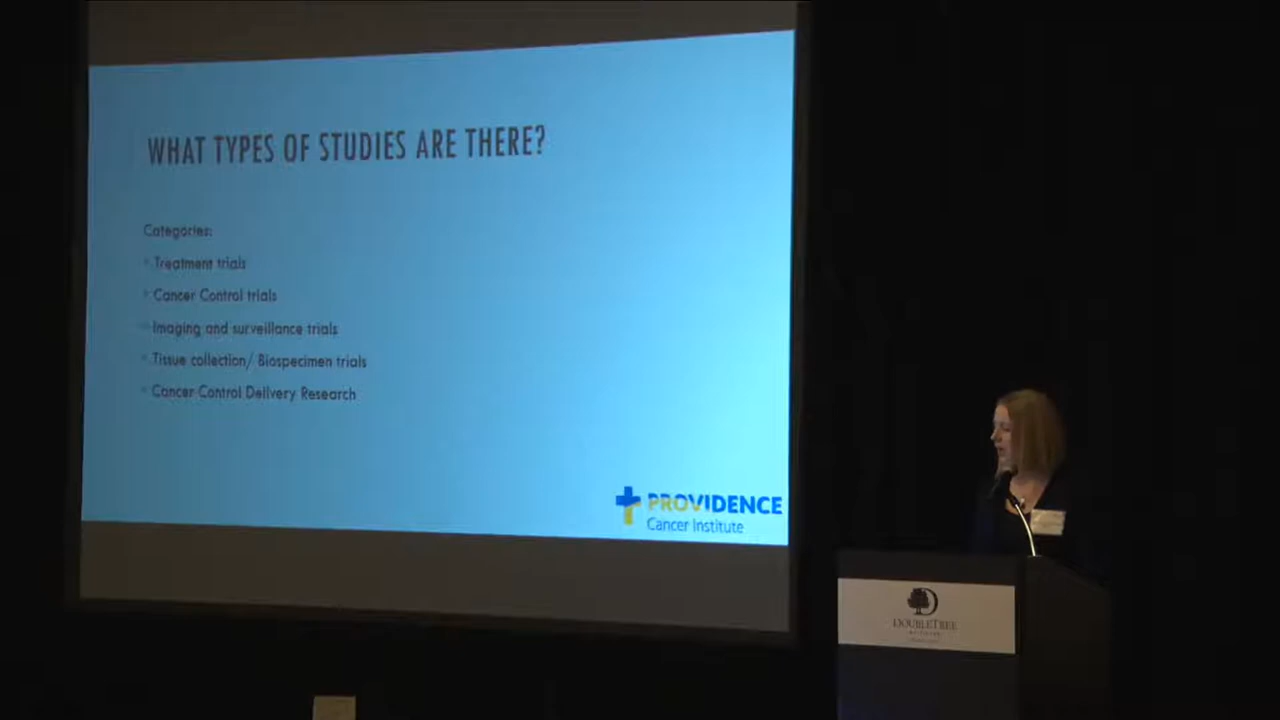 WHAT TYPES OF STUDIES ARE THERE?
Categories:
Treatment trials
Cancer Control trials
Imaging and surveillance trials
Tissue collection/ Biospecimen trials
Cancer Control Delivery Research
PROVIDENCE
Cancer Institute
DOUBLETREE